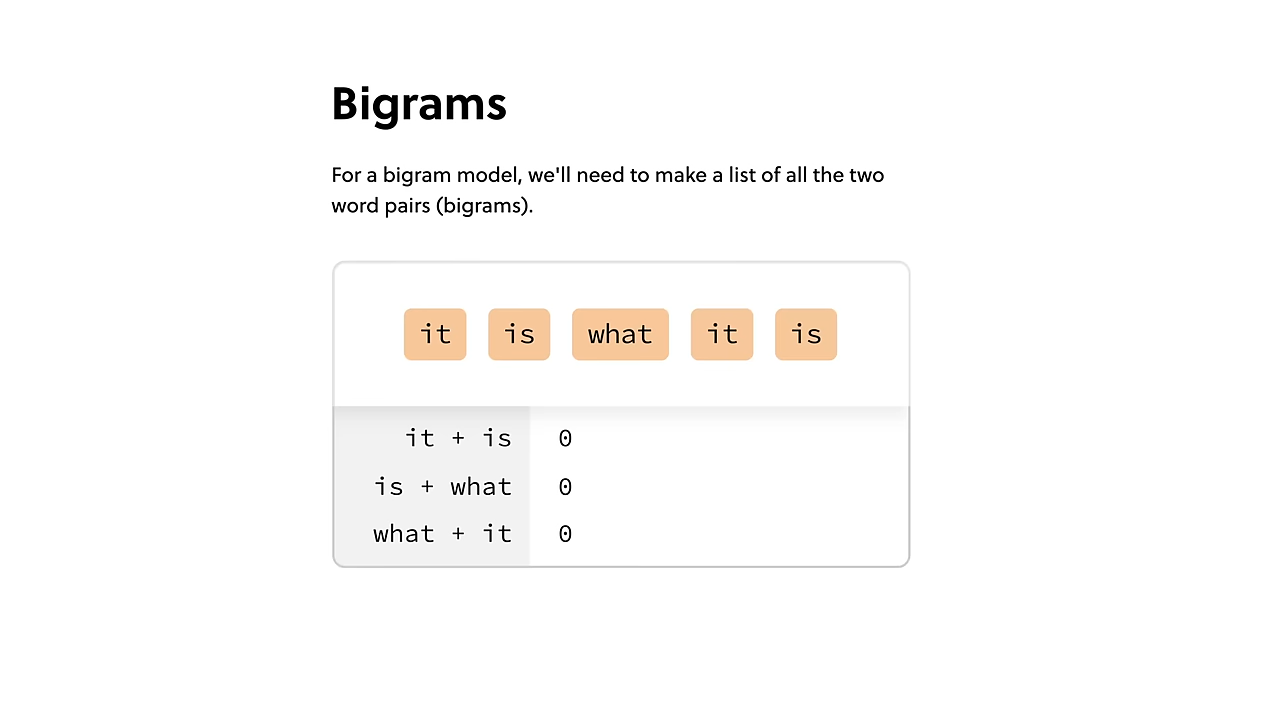 Bigrams
For a bigram model, we'll need to make a list of all the two
word pairs (bigrams).
it is what it is
it + is 0
is + what 0
what + it 0